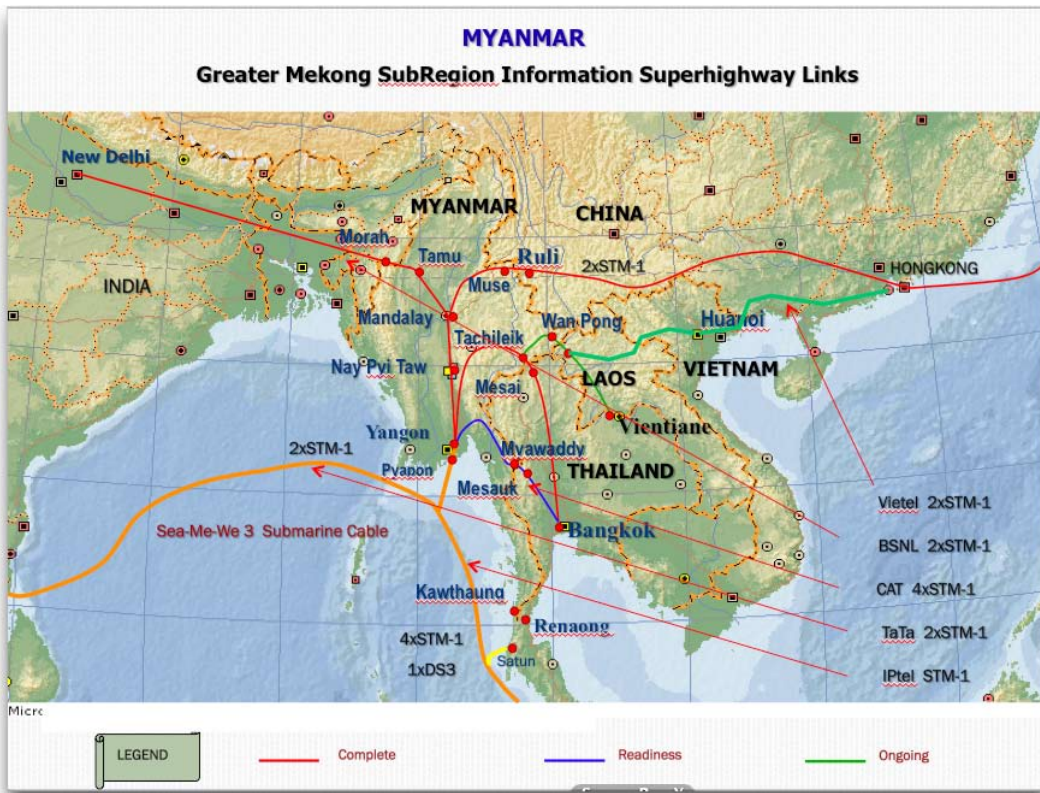 MYANMAR
Greater Mekong SubRegion Information Superhighway Links
New Delhi
MYANMAR
CHINA
Morah
Tamu
Ruli
2xSTM-1
HONGKONG
INDIA
Muse
Mandalay
Wan Pong
Huanoi
Tachileik
Nay Pyi Taw
Mesai
LAOS
VIETNAM
Vientiane
Yangon
2xSTM-1
Myawaddy
Pyapon
THAILAND
Mesauk
Vietel 2xSTM-1
Sea-Me-We 3 Submarine Cable
Bangkok
BSNL 2xSTM-1
CAT 4xSTM-1
Kawthaung
Renaong
TaTa 2xSTM-1
4xSTM-1
Satun
1xDS3
IPtel STM-1
Micro
LEGEND
Complete
Readiness
Ongoing